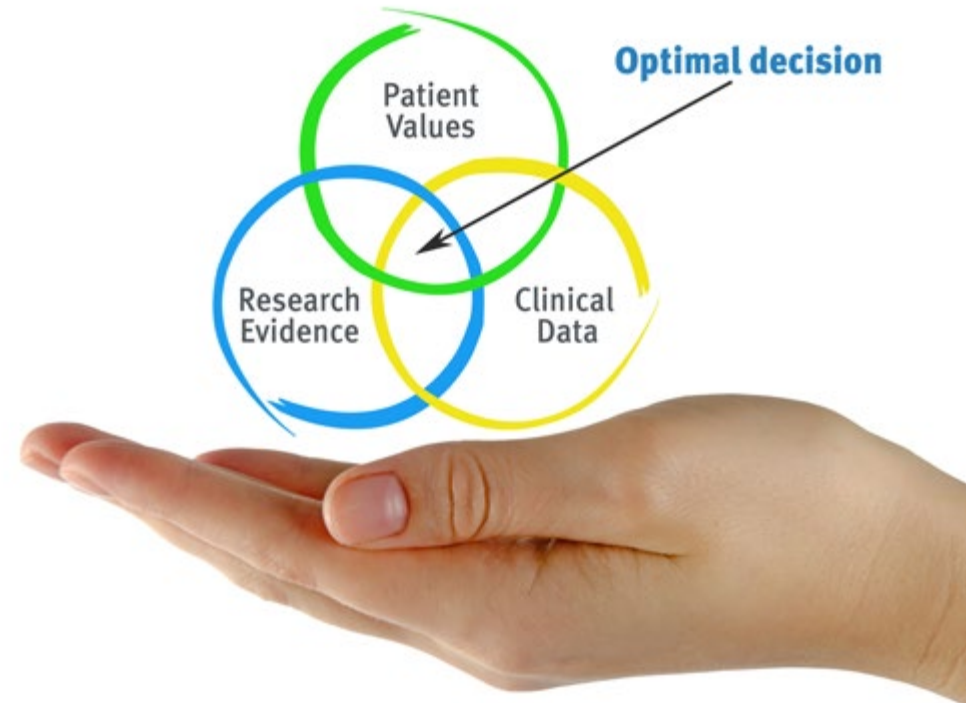 Optimal decision
Patient
Values
Research
Evidence
Clinical
Data